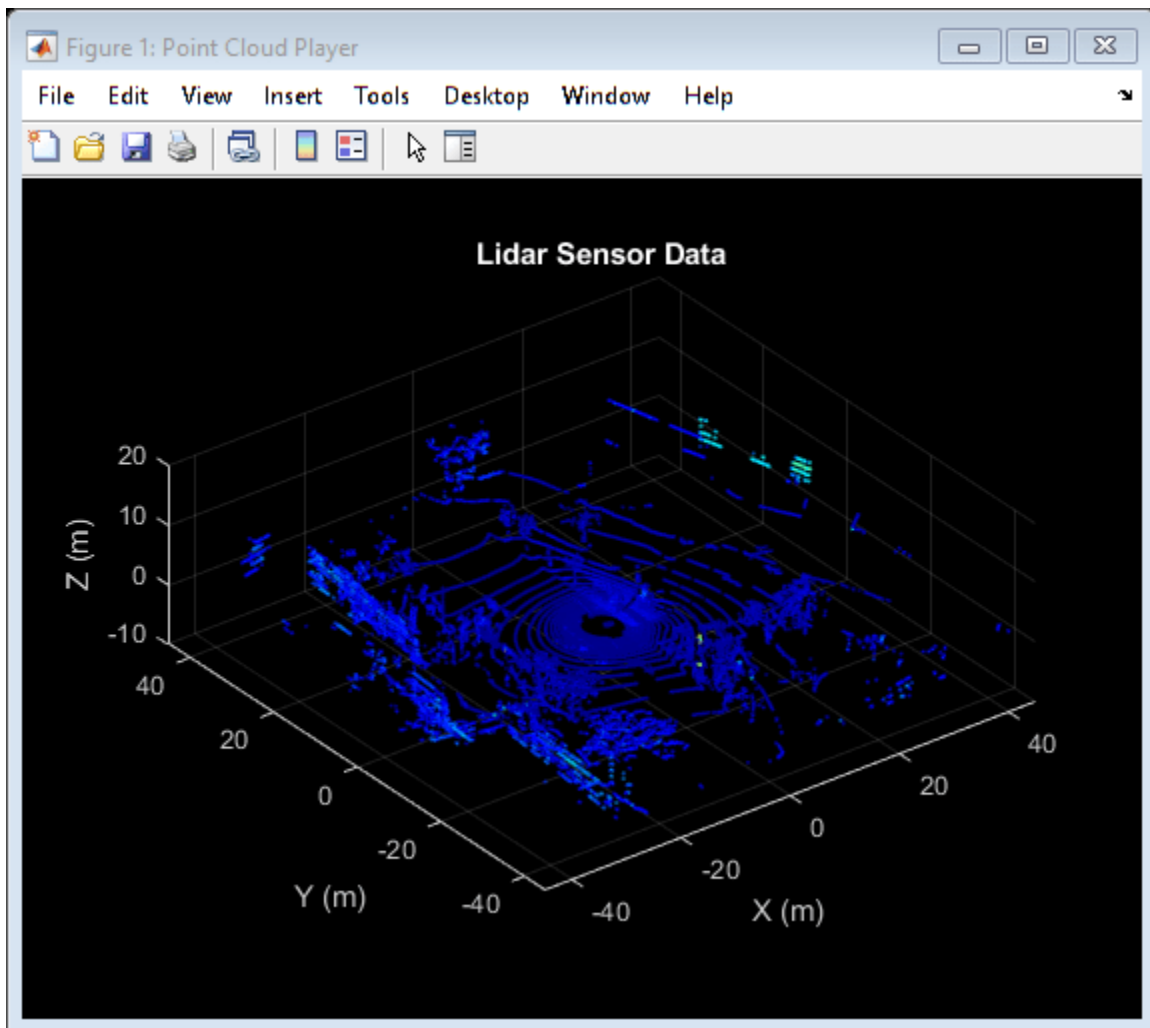 Figure 1: Point Cloud Player
File Edit View Insert Tools Desktop Window Help
Lidar Sensor Data
20
10
0
-10
Z (m)
40
20
0
-20
-40
Y (m)
-40
-20
0
20
40
X (m)